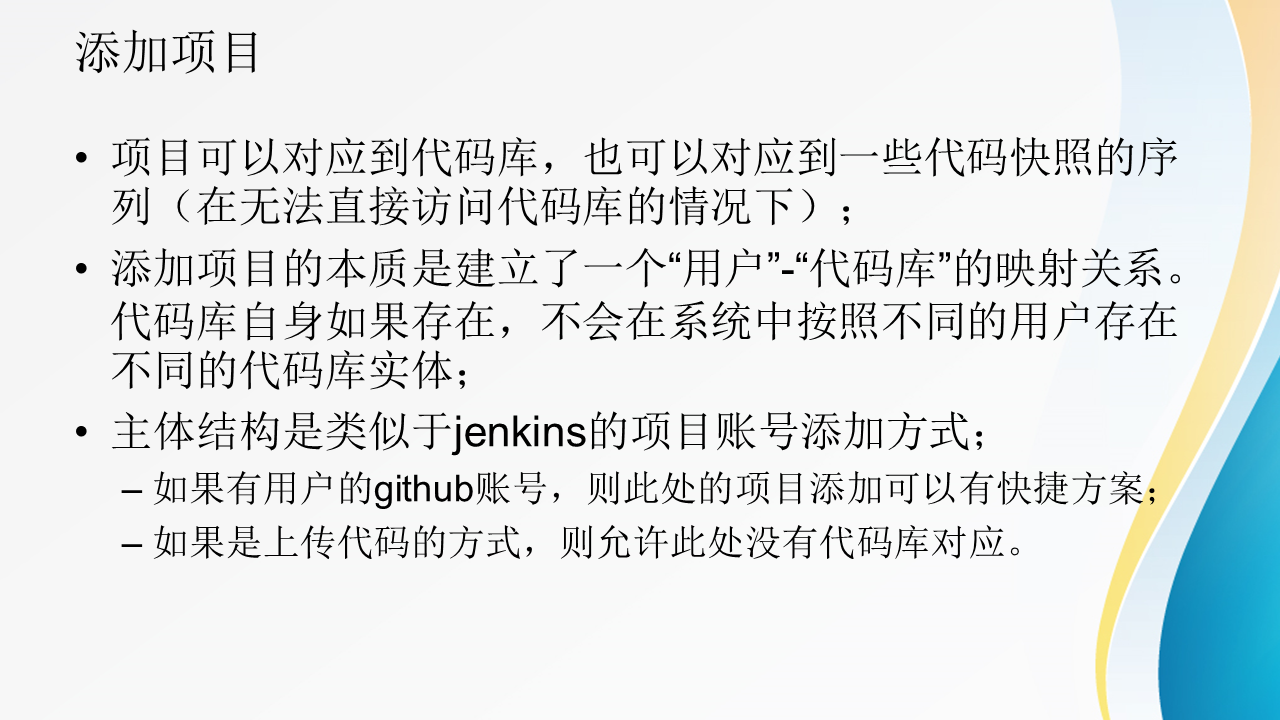 添加项目
• 项目可以对应到代码库，也可以对应到一些代码快照的序
列（在无法直接访问代码库的情况下）；
• 添加项目的本质是建立了一个“用户”-“代码库”的映射关系。
代码库自身如果存在，不会在系统中按照不同的用户存在
不同的代码库实体；
• 主体结构是类似于jenkins的项目账号添加方式；
– 如果有用户的github账号，则此处的项目添加可以有快捷方案；
– 如果是上传代码的方式，则允许此处没有代码库对应。